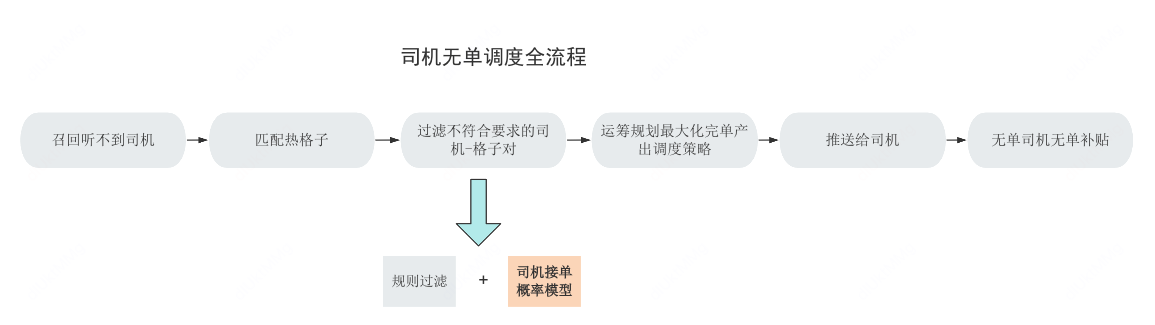 司机无单调度全流程
召回听不到司机
匹配热格子
过滤不符合要求的司
机-格子对
运筹规划最大化完单产
出调度策略
推送给司机
无单司机无单补贴
规则过滤
+
司机接单
概率模型